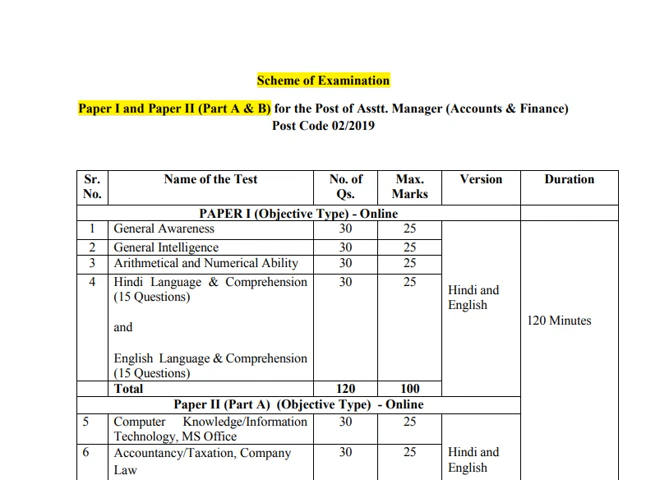 Scheme of Examination
Paper I and Paper II (Part A & B) for the Post of Asstt. Manager (Accounts & Finance)
Post Code 02/2019
Sr. No. Name of the Test No. of Qs. Max. Marks Version Duration
PAPER I (Objective Type) - Online
1 General Awareness 30 25
2 General Intelligence 30 25
3 Arithmetical and Numerical Ability 30 25
4 Hindi Language & Comprehension 30 25
(15 Questions)
and
English Language & Comprehension
(15 Questions)
Hindi and
English
120 Minutes
Total 120 100
Paper II (Part A) (Objective Type) - Online
5 Computer Knowledge/Information 30 25
Technology, MS Office
6 Accountancy/Taxation, Company 30 25
Law
Hindi and
English